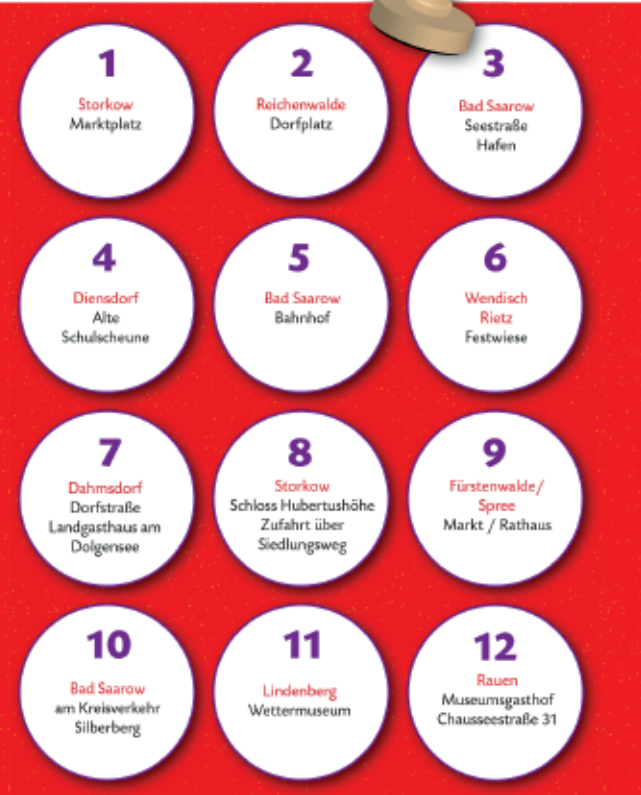 1
Storkow
Marktplatz
2
Reichenwalde
Dorfplatz
3
Bad Saarow
Seestraße
Hafen
4
Diensdorf
Alte
Schulscheune
5
Bad Saarow
Bahnhof
6
Wendisch
Rietz
Festwiese
7
Dahmsdorf
Dorfstraße
Landgasthaus am
Dolgensee
8
Storkow
Schloss Hubertushöhe
Zufahrt über
Siedlungsweg
9
Fürstenwalde/
Spree
Markt / Rathaus
10
Bad Saarow
am Kreisverkehr
Silberberg
11
Lindenberg
Wettermuseum
12
Rauen
Museumsgasthof
Chausseestraße 31